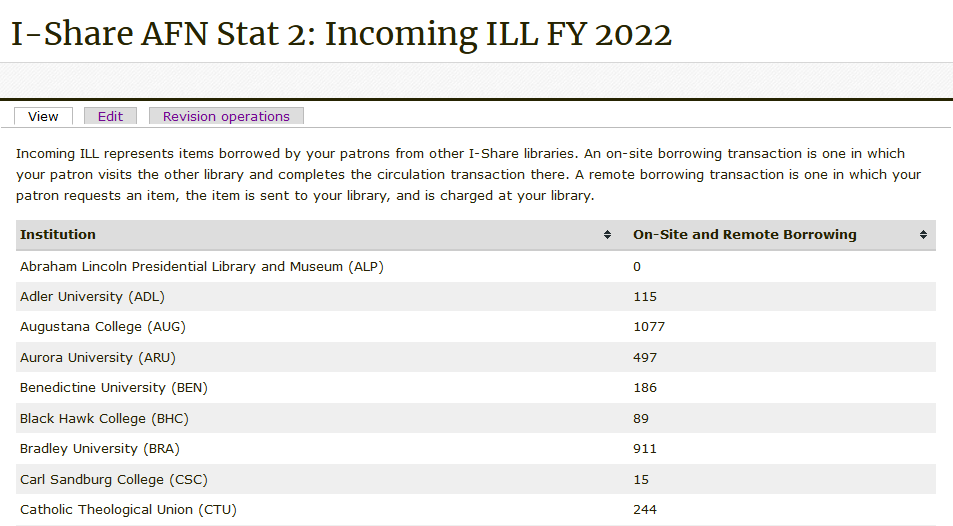 I-Share AFN Stat 2: Incoming ILL FY 2022
View Edit Revision operations
Incoming ILL represents items borrowed by your patrons from other I-Share libraries. An on-site borrowing transaction is one in which
your patron visits the other library and completes the circulation transaction there. A remote borrowing transaction is one in which your
patron requests an item, the item is sent to your library, and is charged at your library.
Institution On-Site and Remote Borrowing
Abraham Lincoln Presidential Library and Museum (ALP) 0
Adler University (ADL) 115
Augustana College (AUG) 1077
Aurora University (ARU) 497
Benedictine University (BEN) 186
Black Hawk College (BHC) 89
Bradley University (BRA) 911
Carl Sandburg College (CSC) 15
Catholic Theological Union (CTU) 244